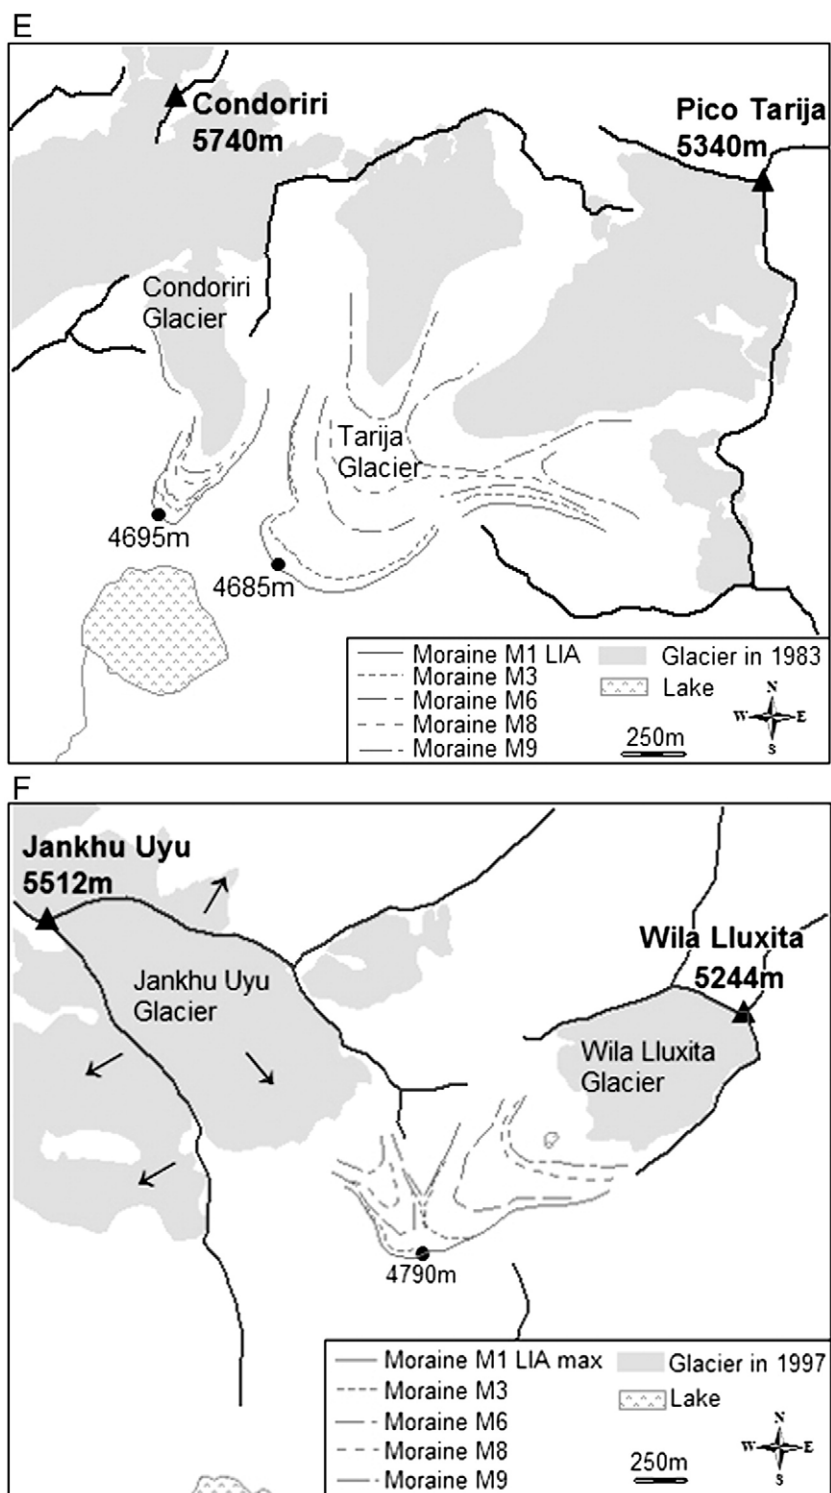 E
Condoriri
5740m
Pico Tarija
5340m
Condoriri
Glacier
Tarija
Glacier
4695m
4685m
Moraine M1 LIA
Moraine M3
Moraine M6
Moraine M8
Moraine M9
Glacier in 1983
Lake
N
W E
S
250m
F
Jankhu Uyu
5512m
Jankhu Uyu
Glacier
Wila Lluxita
5244m
Wila Lluxita
Glacier
4790m
Moraine M1 LIA max
Moraine M3
Moraine M6
Moraine M8
Moraine M9
Glacier in 1997
Lake
N
W E
S
250m